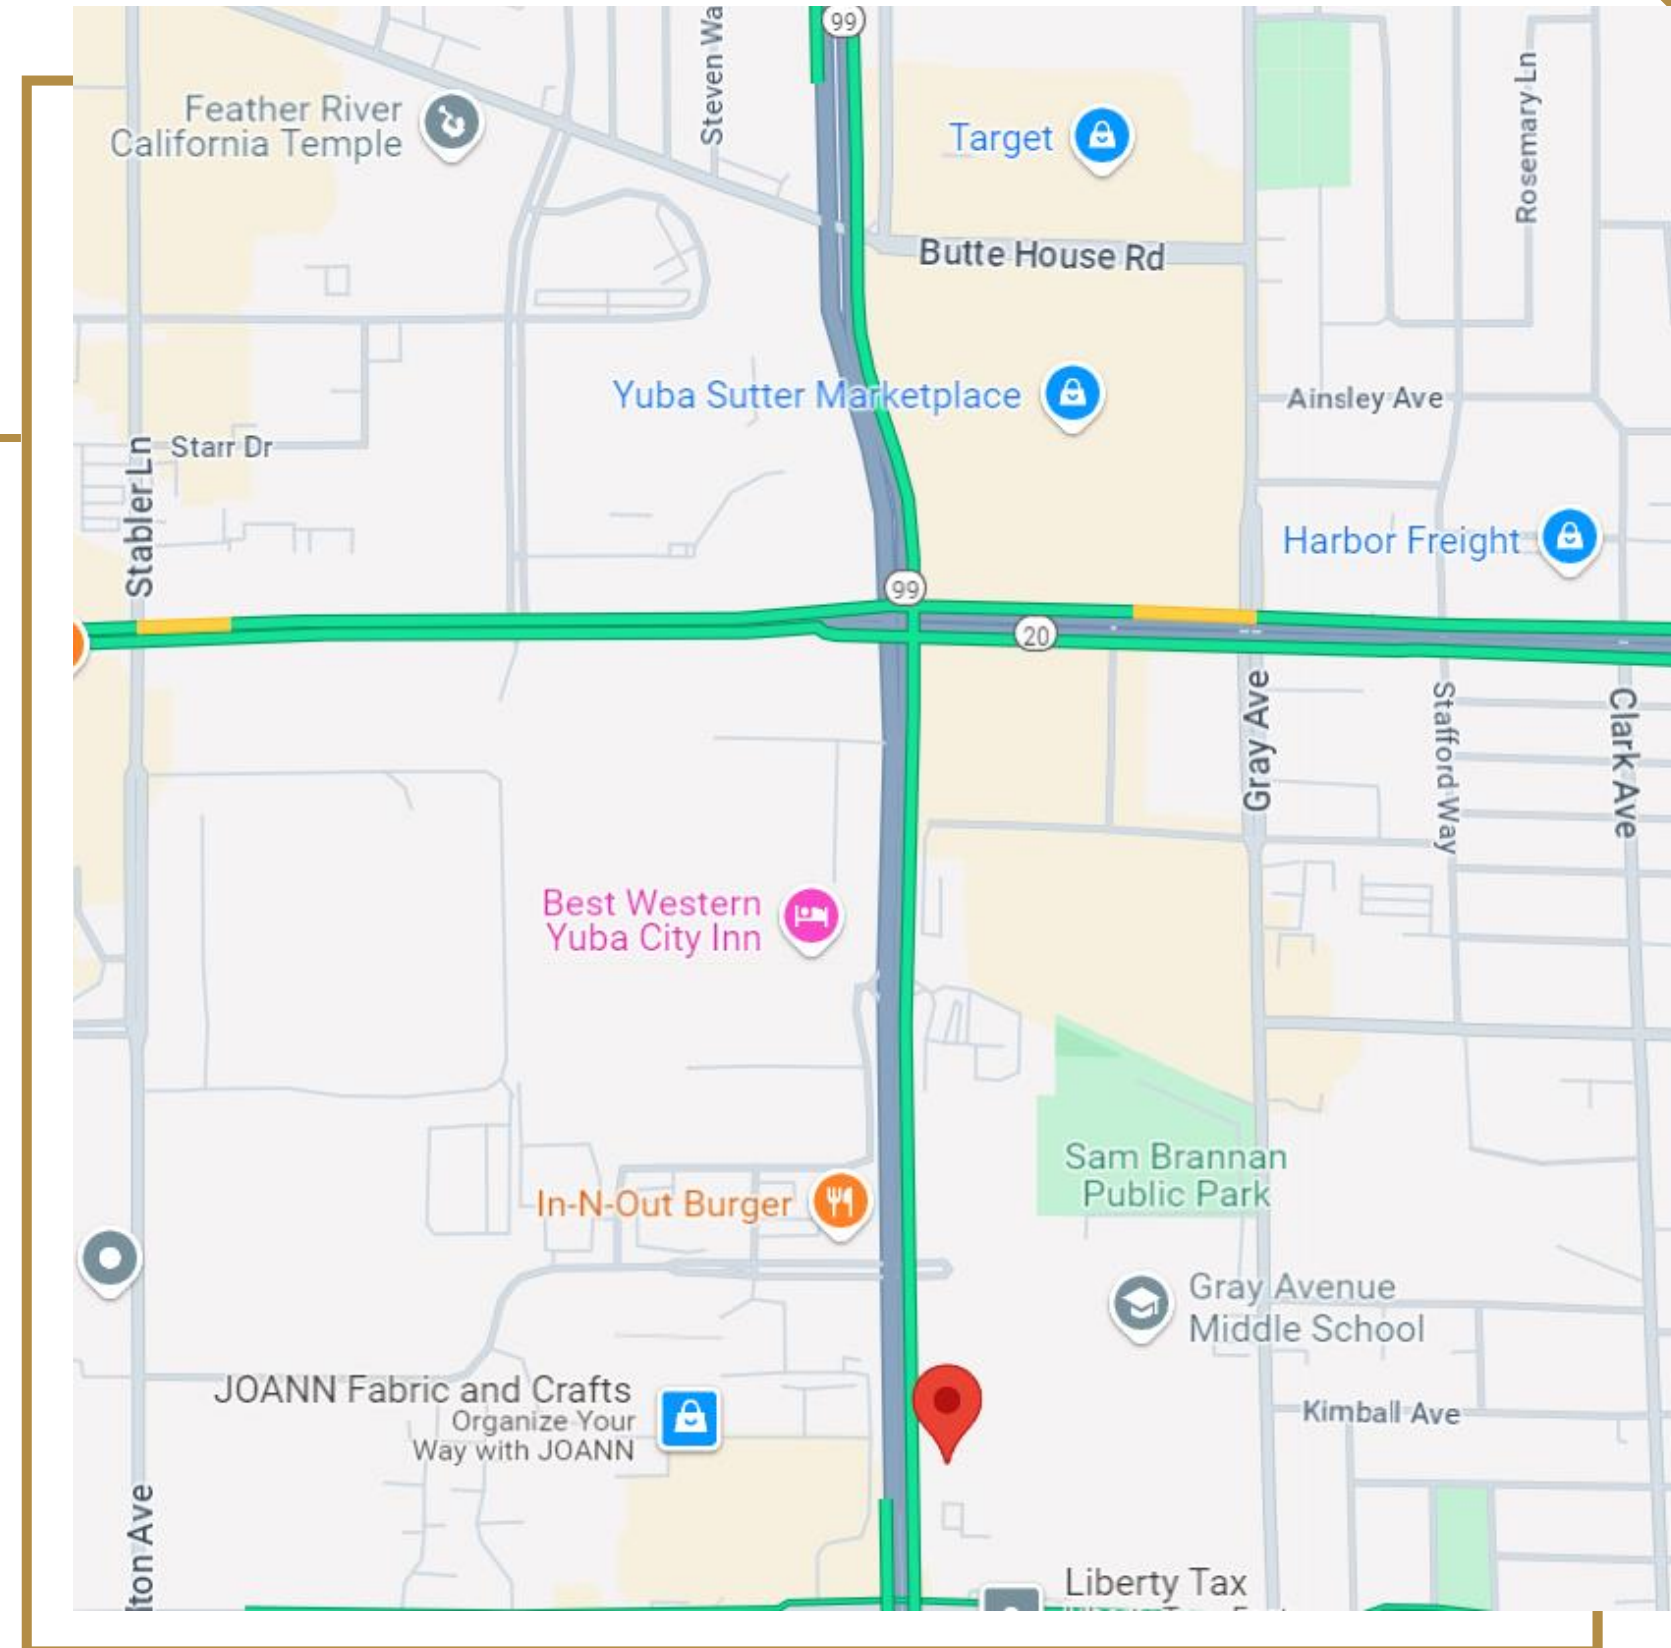 99
Steven Wa
Feather River
California Temple
Target
Rosemary Ln
Butte House Rd
Yuba Sutter Marketplace
Ainsley Ave
Starr Dr
Stabler Ln
Harbor Freight
99
20
Gray Ave
Stafford Way
Clark Ave
Best Western
Yuba City Inn
Sam Brannan
Public Park
In-N-Out Burger
Gray Avenue
Middle School
JOANN Fabric and Crafts
Organize Your
Way with JOANN
Kimball Ave
lton Ave
Liberty Tax